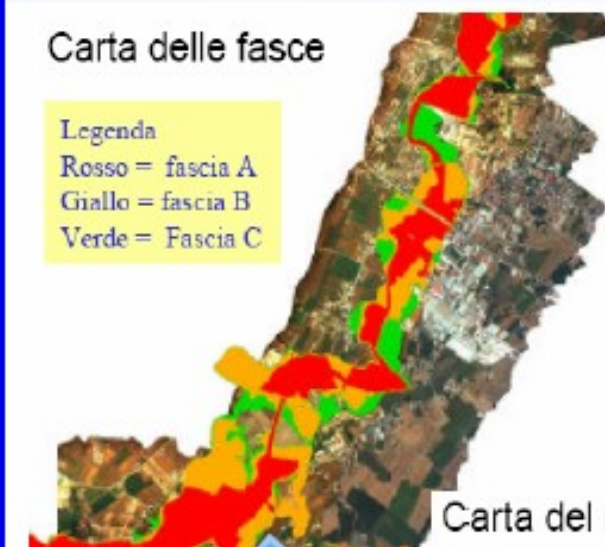 Carta delle fasce
Legenda
Rosso = fascia A
Giallo = fascia B
Verde = Fascia C
Carta del